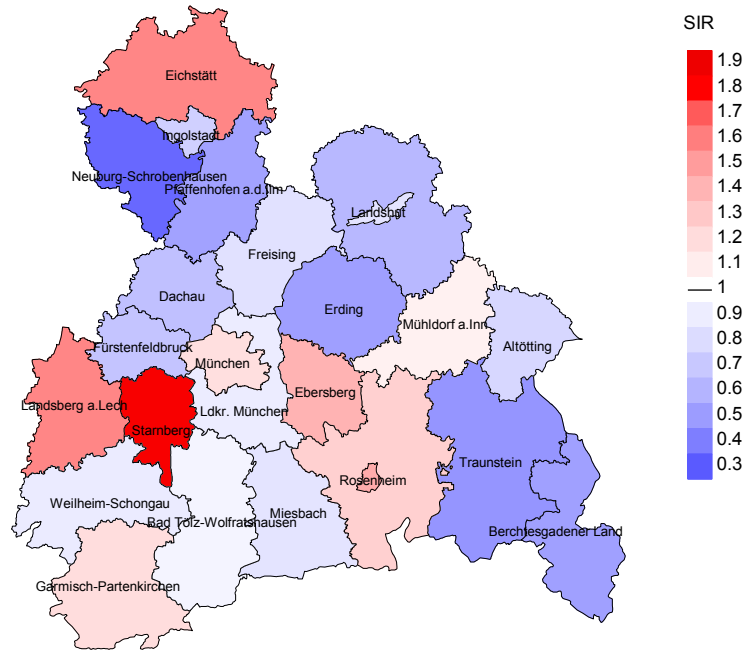 SIR
1.9
1.8
1.7
1.6
1.5
1.4
1.3
1.2
1.1
1
0.9
0.8
0.7
0.6
0.5
0.4
0.3
Eichstätt
Ingolstadt
Neuburg-Schrobenhausen
Pfaffenhofen a.d.Ilm
Landshut
Freising
Dachau
Erding
Mühldorf a.Inn
Altötting
Fürstenfeldbruck
München
Ebersberg
Landsberg a.Lech
Ldkr. München
Starnberg
Traunstein
Rosenheim
Weilheim-Schongau
Miesbach
Bad Tölz-Wolfratshausen
Berchtesgadener Land
Garmisch-Partenkirchen